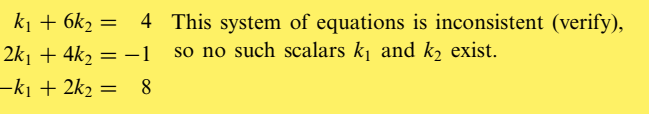 k₁ + 6k₂ = 4 This system of equations is inconsistent (verify),
2k₁ + 4k₂ = −1 so no such scalars k₁ and k₂ exist.
−k₁ + 2k₂ = 8